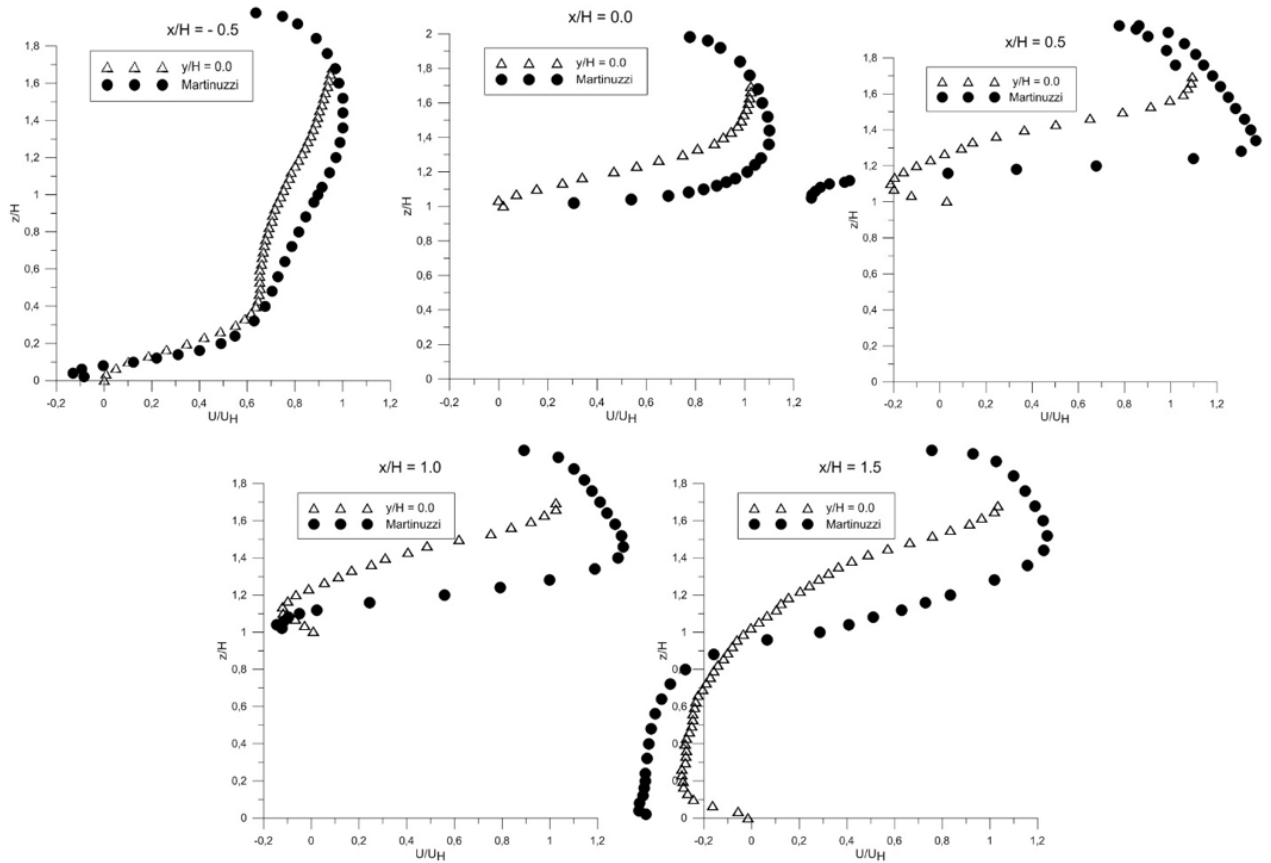 x/H = - 0.5
y/H = 0.0
Martinuzzi
1,8
1,6
1,4
1,2
1
0,8
0,6
0,4
0,2
0
z/H
-0,2 0 0,2 0,4 0,6 0,8 1 1,2
U/U_H
x/H = 0.0
y/H = 0.0
Martinuzzi
2
1,8
1,6
1,4
1,2
1
0,8
0,6
0,4
0,2
0
z/H
-0,2 0 0,2 0,4 0,6 0,8 1 1,2
U/U_H
x/H = 0.5
y/H = 0.0
Martinuzzi
1,8
1,6
1,4
1,2
1
0,8
0,6
0,4
0,2
0
z/H
-0,2 0 0,2 0,4 0,6 0,8 1 1,2
U/U_H
x/H = 1.0
y/H = 0.0
Martinuzzi
1,8
1,6
1,4
1,2
1
0,8
0,6
0,4
0,2
0
z/H
-0,2 0 0,2 0,4 0,6 0,8 1 1,2
U/U_H
x/H = 1.5
y/H = 0.0
Martinuzzi
1,8
1,6
1,4
1,2
1
0,8
0,6
0,4
0,2
0
z/H
-0,2 0 0,2 0,4 0,6 0,8 1 1,2
U/U_H